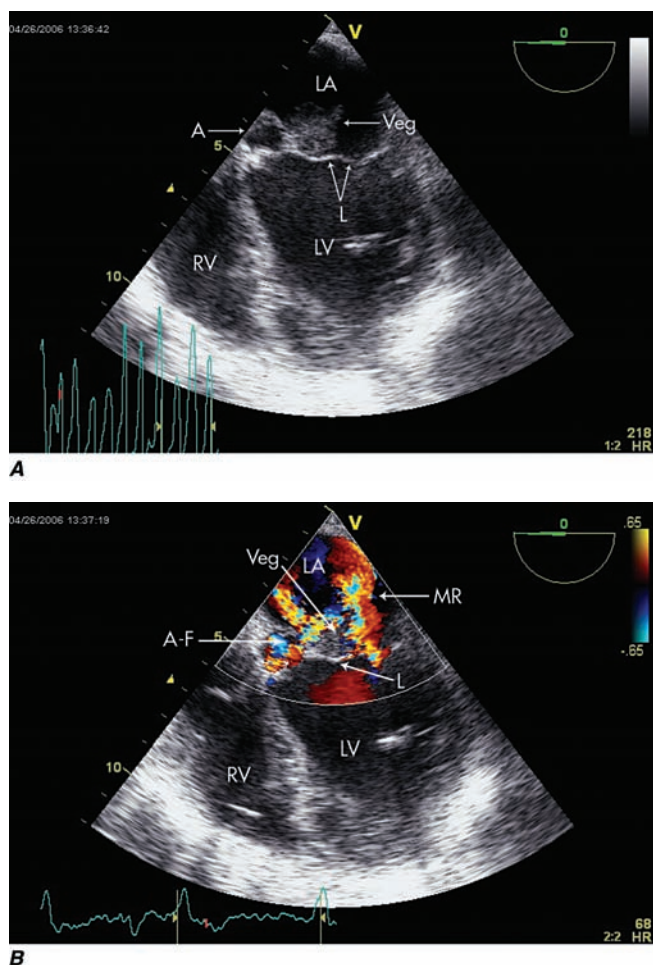 04/26/2006 13:36:42
V
0
LA
A
Veg
5
L
LV
RV
10
218
1:2 HR
A
04/26/2006 13:37:19
V
0
.65
LA
Veg
MR
A-F
5
-.65
L
LV
RV
10
68
2:2 HR
B